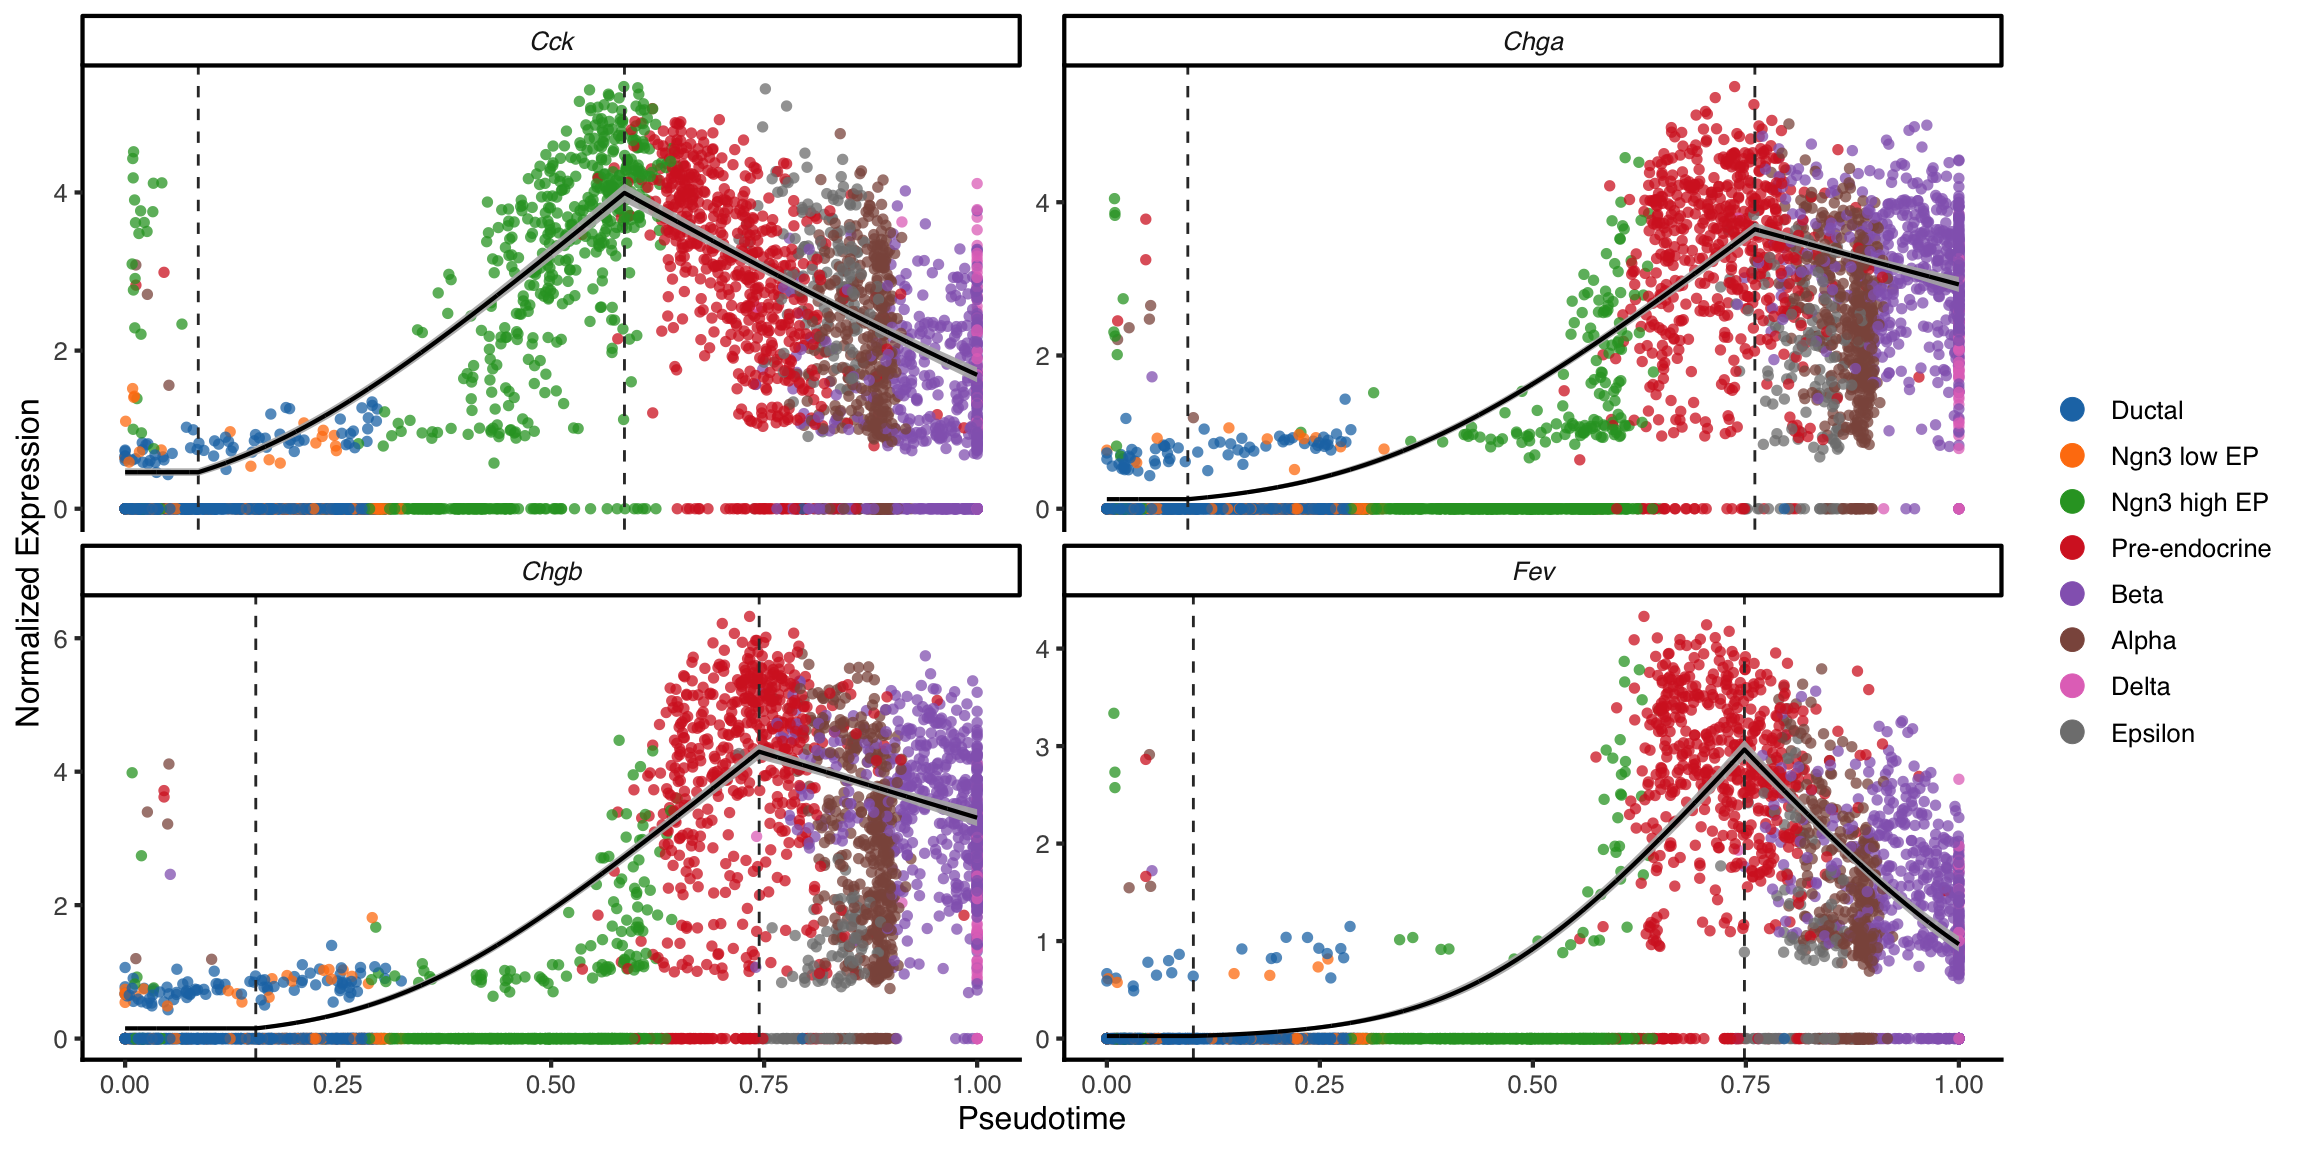 Cck
Chga
4
2
0
4
2
0
Chgb
Fev
6
4
2
0
4
3
2
1
0
0.00 0.25 0.50 0.75 1.00
0.00 0.25 0.50 0.75 1.00
Pseudotime
Normalized Expression
Ductal
Ngn3 low EP
Ngn3 high EP
Pre-endocrine
Beta
Alpha
Delta
Epsilon